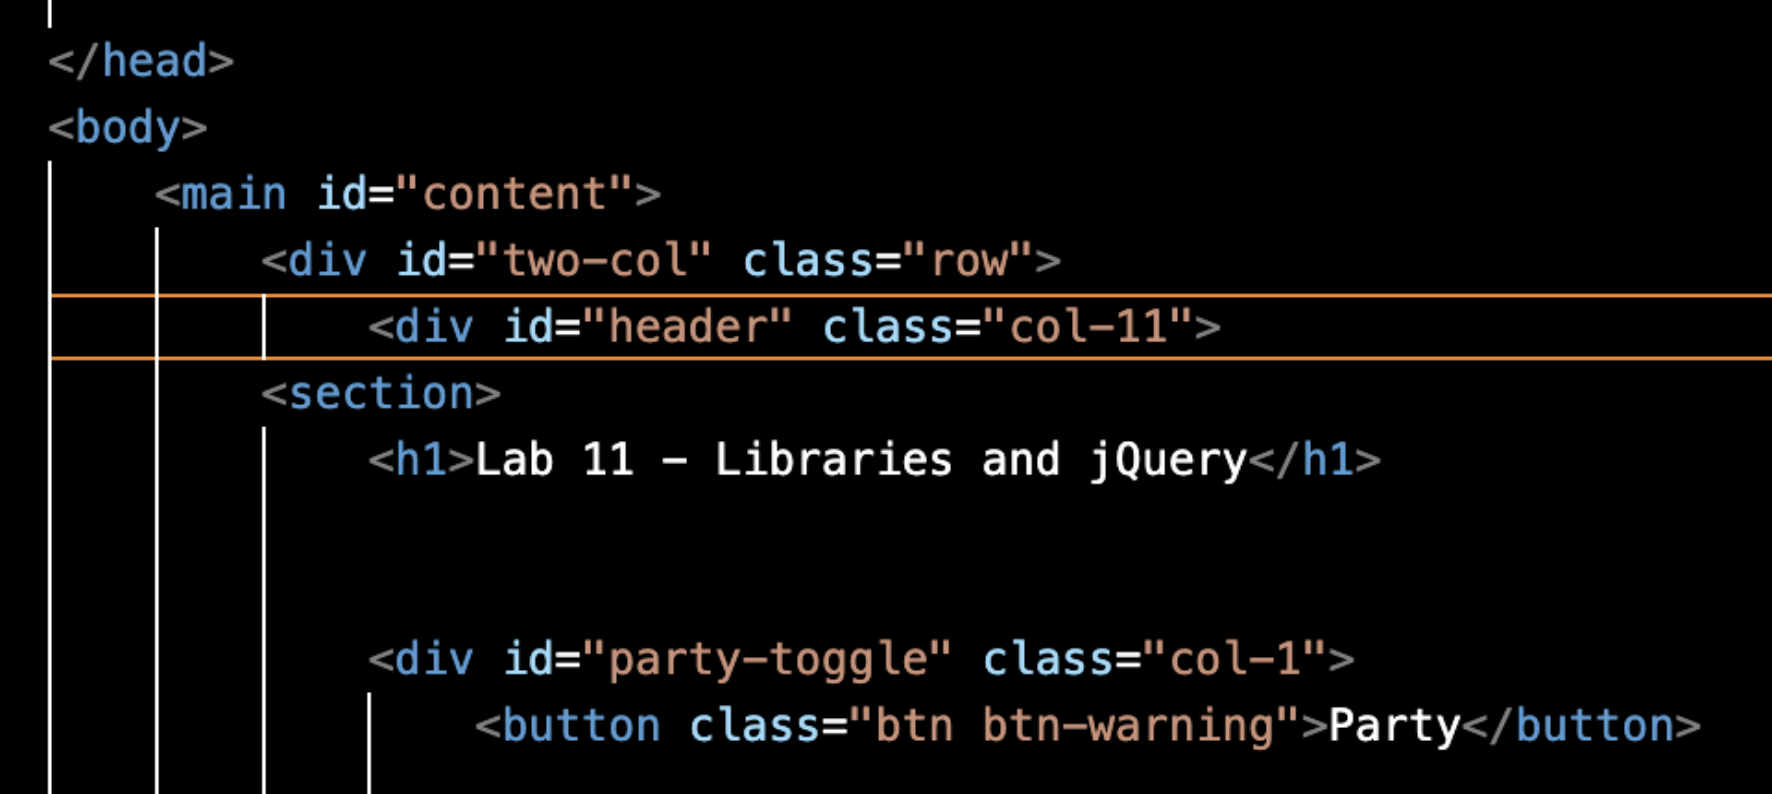 </head>
<body>
<main id="content">
<div id="two-col" class="row">
<div id="header" class="col-11">
<section>
<h1>Lab 11 - Libraries and jQuery</h1>
<div id="party-toggle" class="col-1">
<button class="btn btn-warning">Party</button>